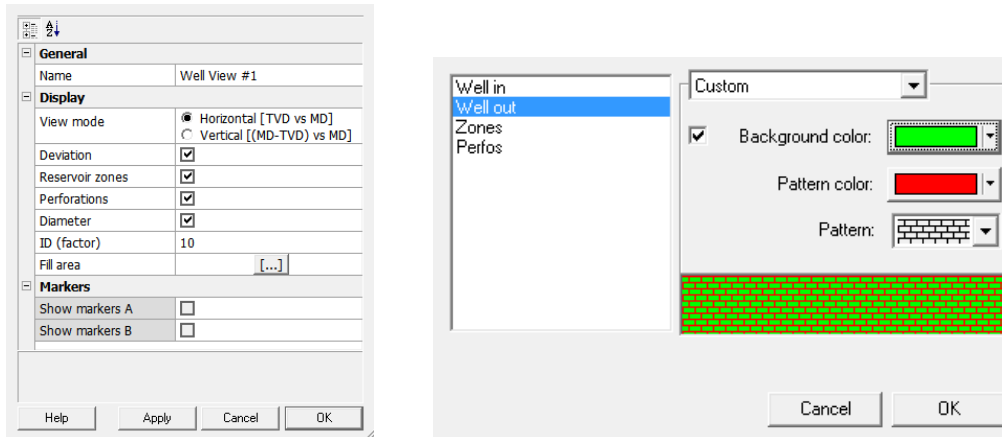 General
Name Well View #1
Display
View mode Horizontal [TVD vs MD]
Vertical [(MD-TVD) vs MD]
Deviation
Reservoir zones
Perforations
Diameter
ID (factor) 10
Fill area [...]
Markers
Show markers A
Show markers B
Help Apply Cancel OK
Well in
Well out
Zones
Perfos
Custom
Background color:
Pattern color:
Pattern:
Cancel OK